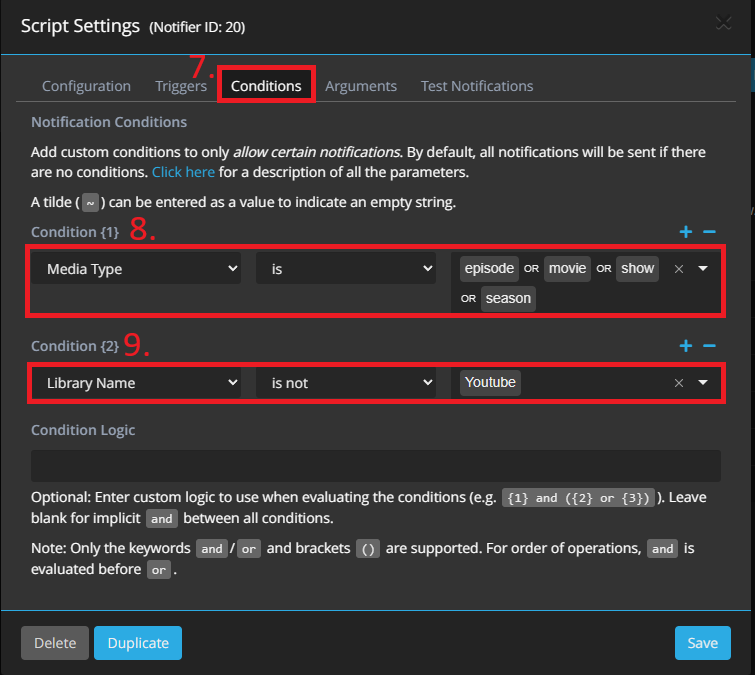 Script Settings (Notifier ID: 20)
7.
Configuration Triggers Conditions Arguments Test Notifications
Notification Conditions
Add custom conditions to only allow certain notifications. By default, all notifications will be sent if there
are no conditions. Click here for a description of all the parameters.
A tilde ( ~ ) can be entered as a value to indicate an empty string.
Condition {1} 8.
Media Type is episode OR movie OR show
OR season
Condition {2} 9.
Library Name is not Youtube
Condition Logic
Optional: Enter custom logic to use when evaluating the conditions (e.g. {1} and ({2} or {3}) ). Leave
blank for implicit and between all conditions.
Note: Only the keywords and / or and brackets () are supported. For order of operations, and is
evaluated before or .
Delete Duplicate Save